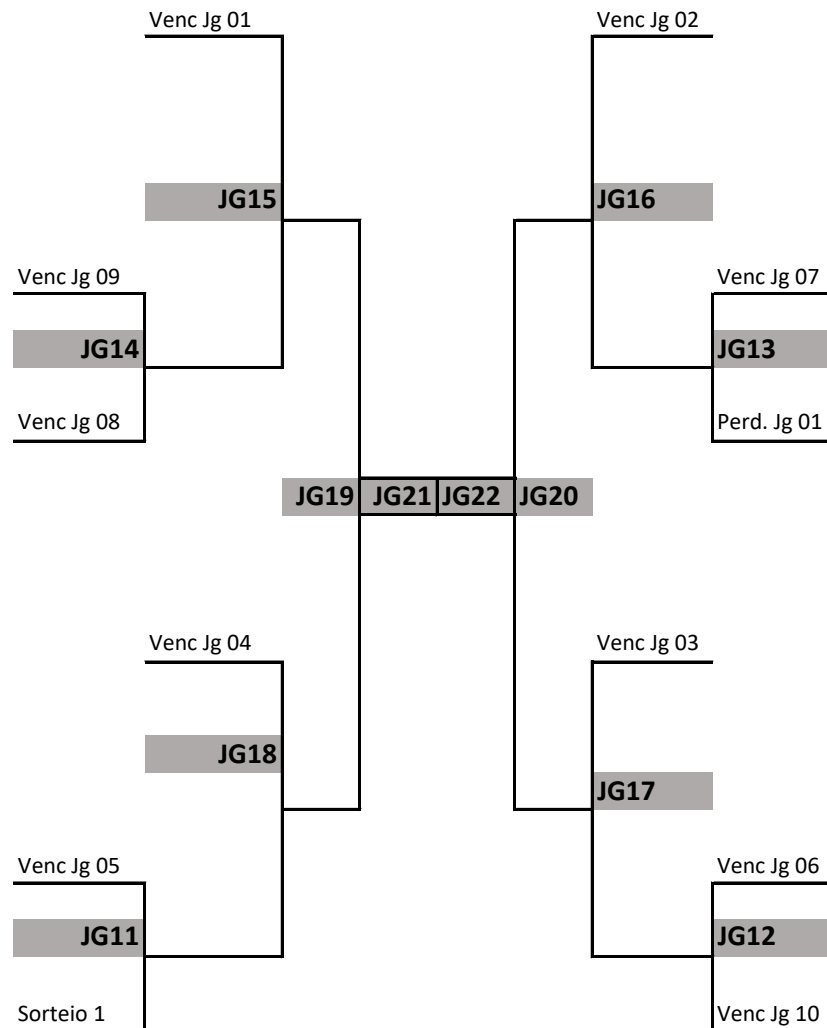 Venc Jg 01
Venc Jg 02
JG15
JG16
Venc Jg 09
Venc Jg 07
JG14
JG13
Venc Jg 08
Perd. Jg 01
JG19 JG21 JG22 JG20
Venc Jg 04
Venc Jg 03
JG18
JG17
Venc Jg 05
Venc Jg 06
JG11
JG12
Sorteio 1
Venc Jg 10